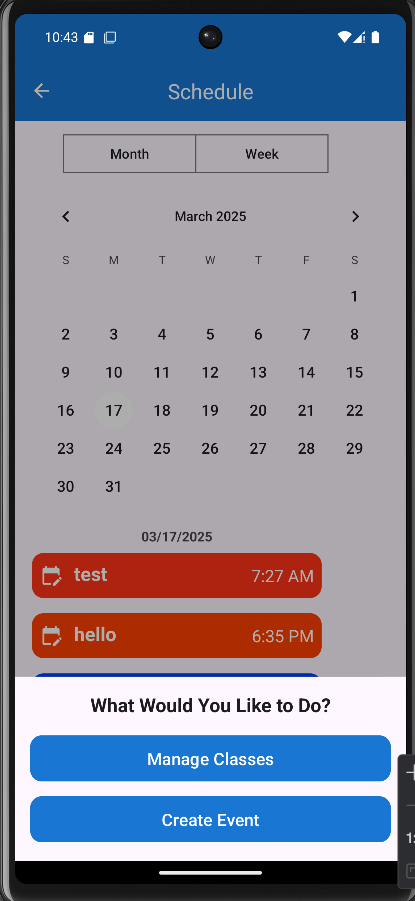 10:43
Schedule
Month Week
March 2025
S M T W T F S
1
2 3 4 5 6 7 8
9 10 11 12 13 14 15
16 17 18 19 20 21 22
23 24 25 26 27 28 29
30 31
03/17/2025
test 7:27 AM
hello 6:35 PM
What Would You Like to Do?
Manage Classes
Create Event